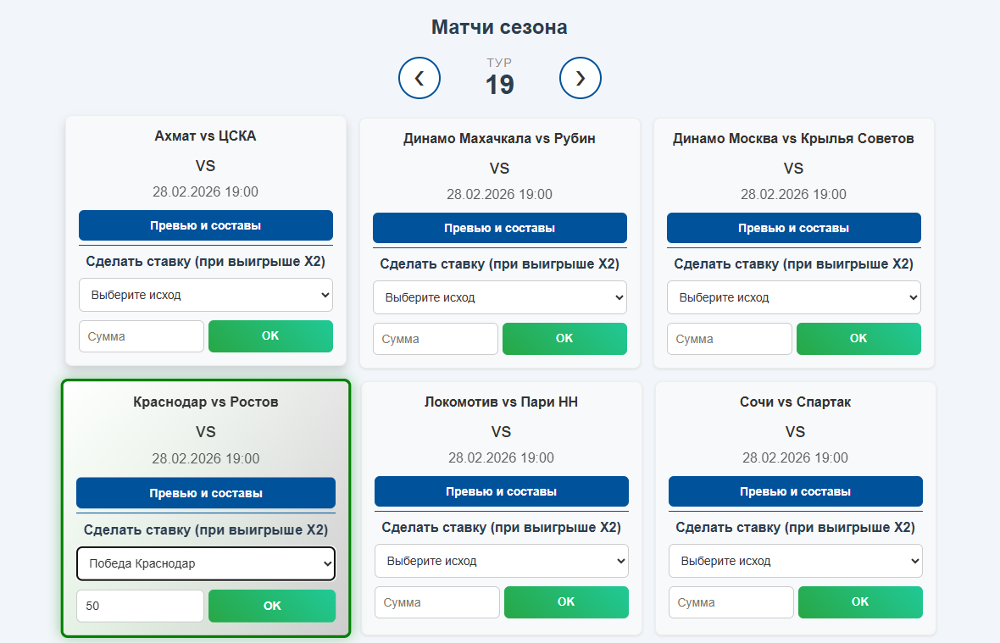 Матчи сезона
ТУР
19
Ахмат vs ЦСКА
VS
28.02.2026 19:00
Превью и составы
Сделать ставку (при выигрыше X2)
Выберите исход
Сумма
ОК
Динамо Махачкала vs Рубин
VS
28.02.2026 19:00
Превью и составы
Сделать ставку (при выигрыше X2)
Выберите исход
Сумма
ОК
Динамо Москва vs Крылья Советов
VS
28.02.2026 19:00
Превью и составы
Сделать ставку (при выигрыше X2)
Выберите исход
Сумма
ОК
Краснодар vs Ростов
VS
28.02.2026 19:00
Превью и составы
Сделать ставку (при выигрыше X2)
Победа Краснодар
50
ОК
Локомотив vs Пари НН
VS
28.02.2026 19:00
Превью и составы
Сделать ставку (при выигрыше X2)
Выберите исход
Сумма
ОК
Сочи vs Спартак
VS
28.02.2026 19:00
Превью и составы
Сделать ставку (при выигрыше X2)
Выберите исход
Сумма
ОК